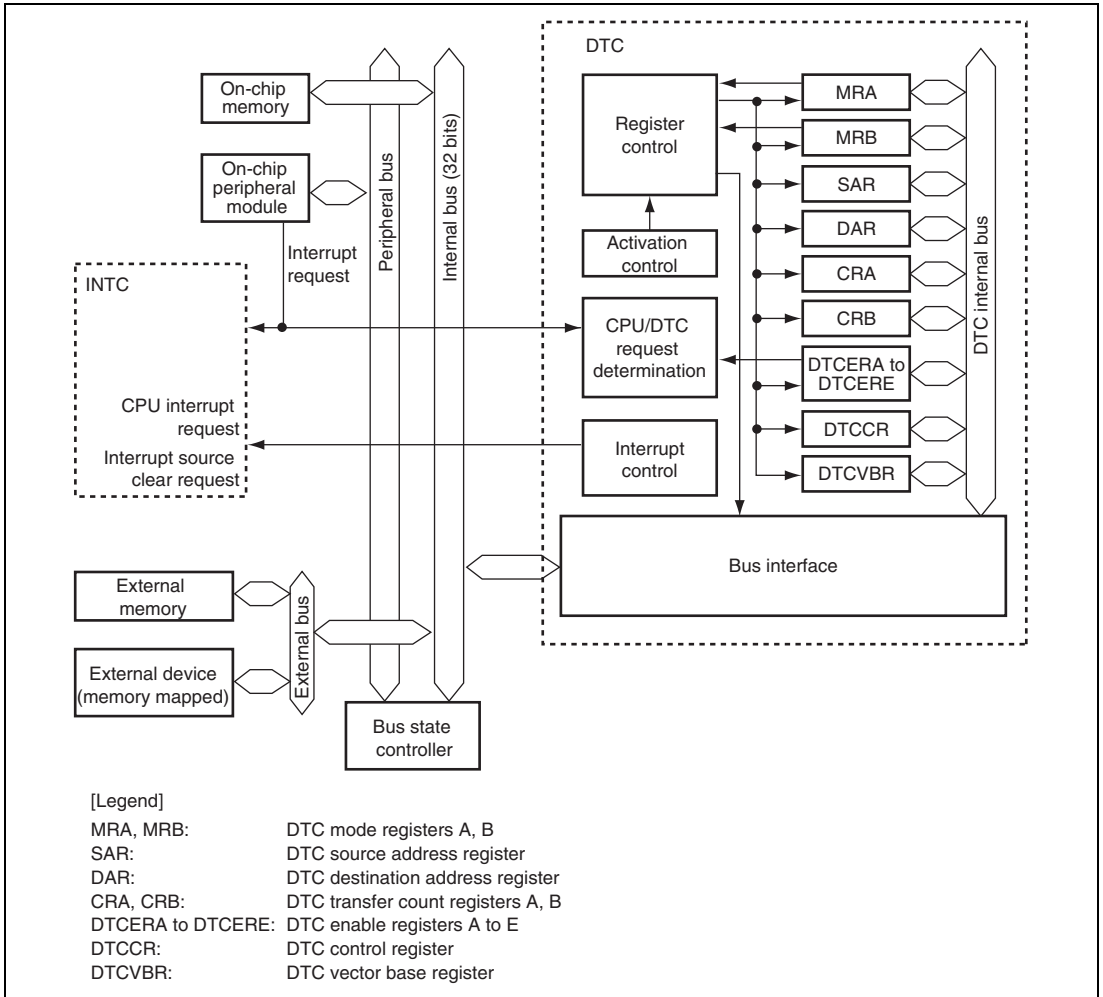 DTC
On-chip
memory
On-chip
peripheral
module
Interrupt
request
Peripheral bus
Internal bus (32 bits)
INTC
CPU interrupt
request
Interrupt source
clear request
Register
control
Activation
control
CPU/DTC
request
determination
Interrupt
control
MRA
MRB
SAR
DAR
CRA
CRB
DTCERA to
DTCERE
DTCCR
DTCVBR
DTC internal bus
Bus interface
External
memory
External device
(memory mapped)
External bus
Bus state
controller
[Legend]
MRA, MRB: DTC mode registers A, B
SAR: DTC source address register
DAR: DTC destination address register
CRA, CRB: DTC transfer count registers A, B
DTCERA to DTCERE: DTC enable registers A to E
DTCCR: DTC control register
DTCVBR: DTC vector base register